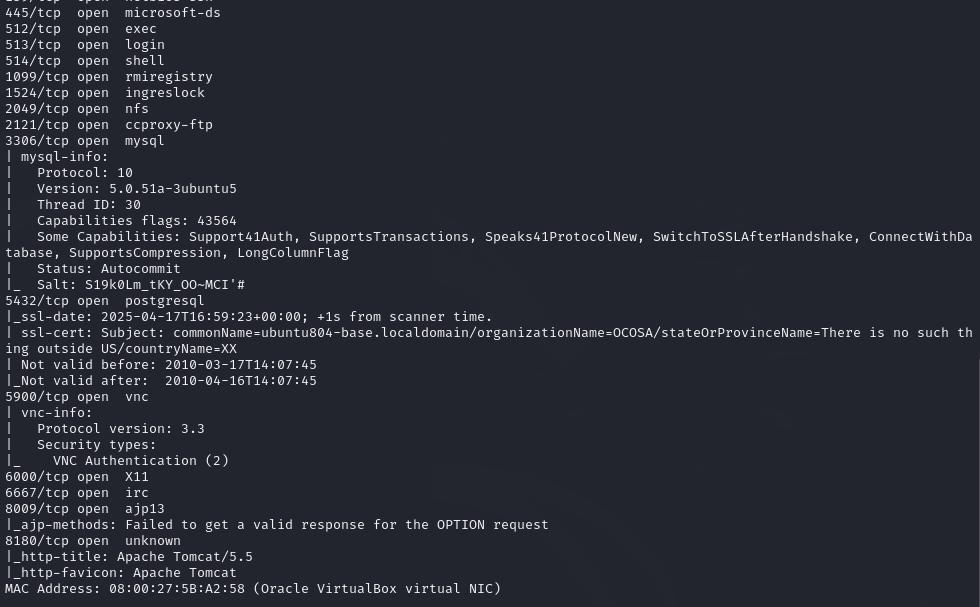 445/tcp open microsoft-ds
512/tcp open exec
513/tcp open login
514/tcp open shell
1099/tcp open rmiregistry
1524/tcp open ingreslock
2049/tcp open nfs
2121/tcp open ccproxy-ftp
3306/tcp open mysql
| mysql-info:
|   Protocol: 10
|   Version: 5.0.51a-3ubuntu5
|   Thread ID: 30
|   Capabilities flags: 43564
|   Some Capabilities: Support41Auth, SupportsTransactions, Speaks41ProtocolNew, SwitchToSSLAfterHandshake, ConnectWithDa
tabase, SupportsCompression, LongColumnFlag
|   Status: Autocommit
|_  Salt: S19k0Lm_tKY_OO~MCI'#
5432/tcp open postgresql
|_ssl-date: 2025-04-17T16:59:23+00:00; +1s from scanner time.
| ssl-cert: Subject: commonName=ubuntu804-base.localdomain/organizationName=OCOSA/stateOrProvinceName=There is no such th
ing outside US/countryName=XX
| Not valid before: 2010-03-17T14:07:45
|_Not valid after:  2010-04-16T14:07:45
5900/tcp open vnc
| vnc-info:
|   Protocol version: 3.3
|   Security types:
|_    VNC Authentication (2)
6000/tcp open X11
6667/tcp open irc
8009/tcp open ajp13
|_ajp-methods: Failed to get a valid response for the OPTION request
8180/tcp open unknown
|_http-title: Apache Tomcat/5.5
|_http-favicon: Apache Tomcat
MAC Address: 08:00:27:5B:A2:58 (Oracle VirtualBox virtual NIC)